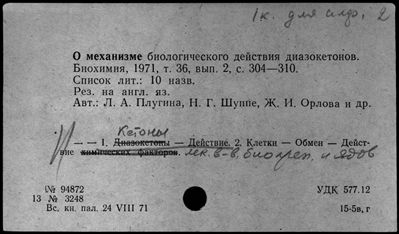 1к. для алф. 2
О механизме биологического действия диазокетонов.
Биохимия, 1971, т. 36, вып. 2, с. 304—310.
Список лит.: 10 назв.
Рез. на англ. яз.
Авт.: Л. А. Плугина, Н. Г. Шуппе, Ж. И. Орлова и др.
Кетоны
— — 1. Диазокетоны — Действие. 2. Клетки — Обмен — Дейст-
вие химических факторов. лек. в-в, биопреп. и ядов
№ 94872 УДК 577.12
13 № 3248
Вс. кн. пал. 24 VIII 71 15-5в, г